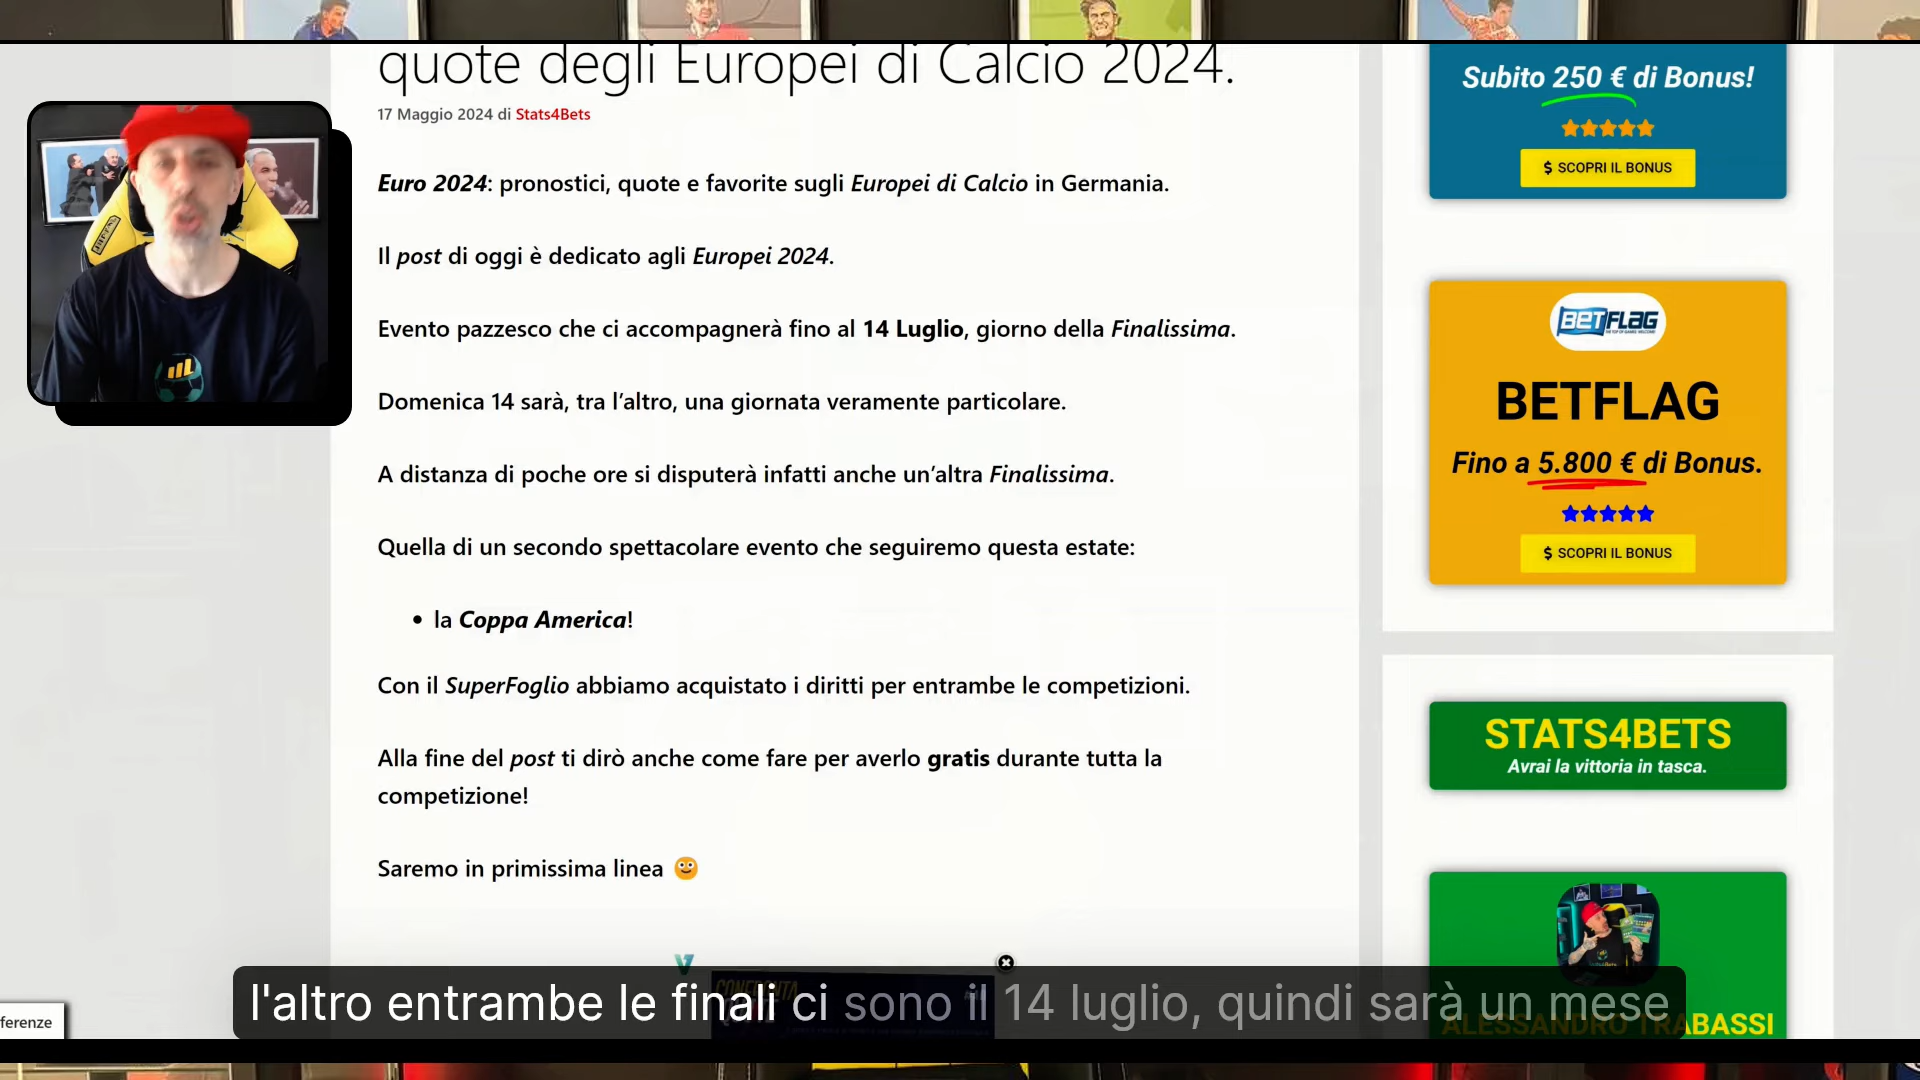 quote degli Europei di Calcio 2024.
17 Maggio 2024 di Stats4Bets
Euro 2024: pronostici, quote e favorite sugli Europei di Calcio in Germania.
Il post di oggi è dedicato agli Europei 2024.
Evento pazzesco che ci accompagnerà fino al 14 Luglio, giorno della Finalissima.
Domenica 14 sarà, tra l’altro, una giornata veramente particolare.
A distanza di poche ore si disputerà infatti anche un’altra Finalissima.
Quella di un secondo spettacolare evento che seguiremo questa estate:
• la Coppa America!
Con il SuperFoglio abbiamo acquistato i diritti per entrambe le competizioni.
Alla fine del post ti dirò anche come fare per averlo gratis durante tutta la
competizione!
Saremo in primissima linea
Subito 250 € di Bonus!
$ SCOPRI IL BONUS
BETFLAG
BETFLAG
Fino a 5.800 € di Bonus.
$ SCOPRI IL BONUS
STATS4BETS
Avrai la vittoria in tasca.
ALESSANDRO TRABASSI
ferenze
l'altro entrambe le finali ci sono il 14 luglio, quindi sarà un mese